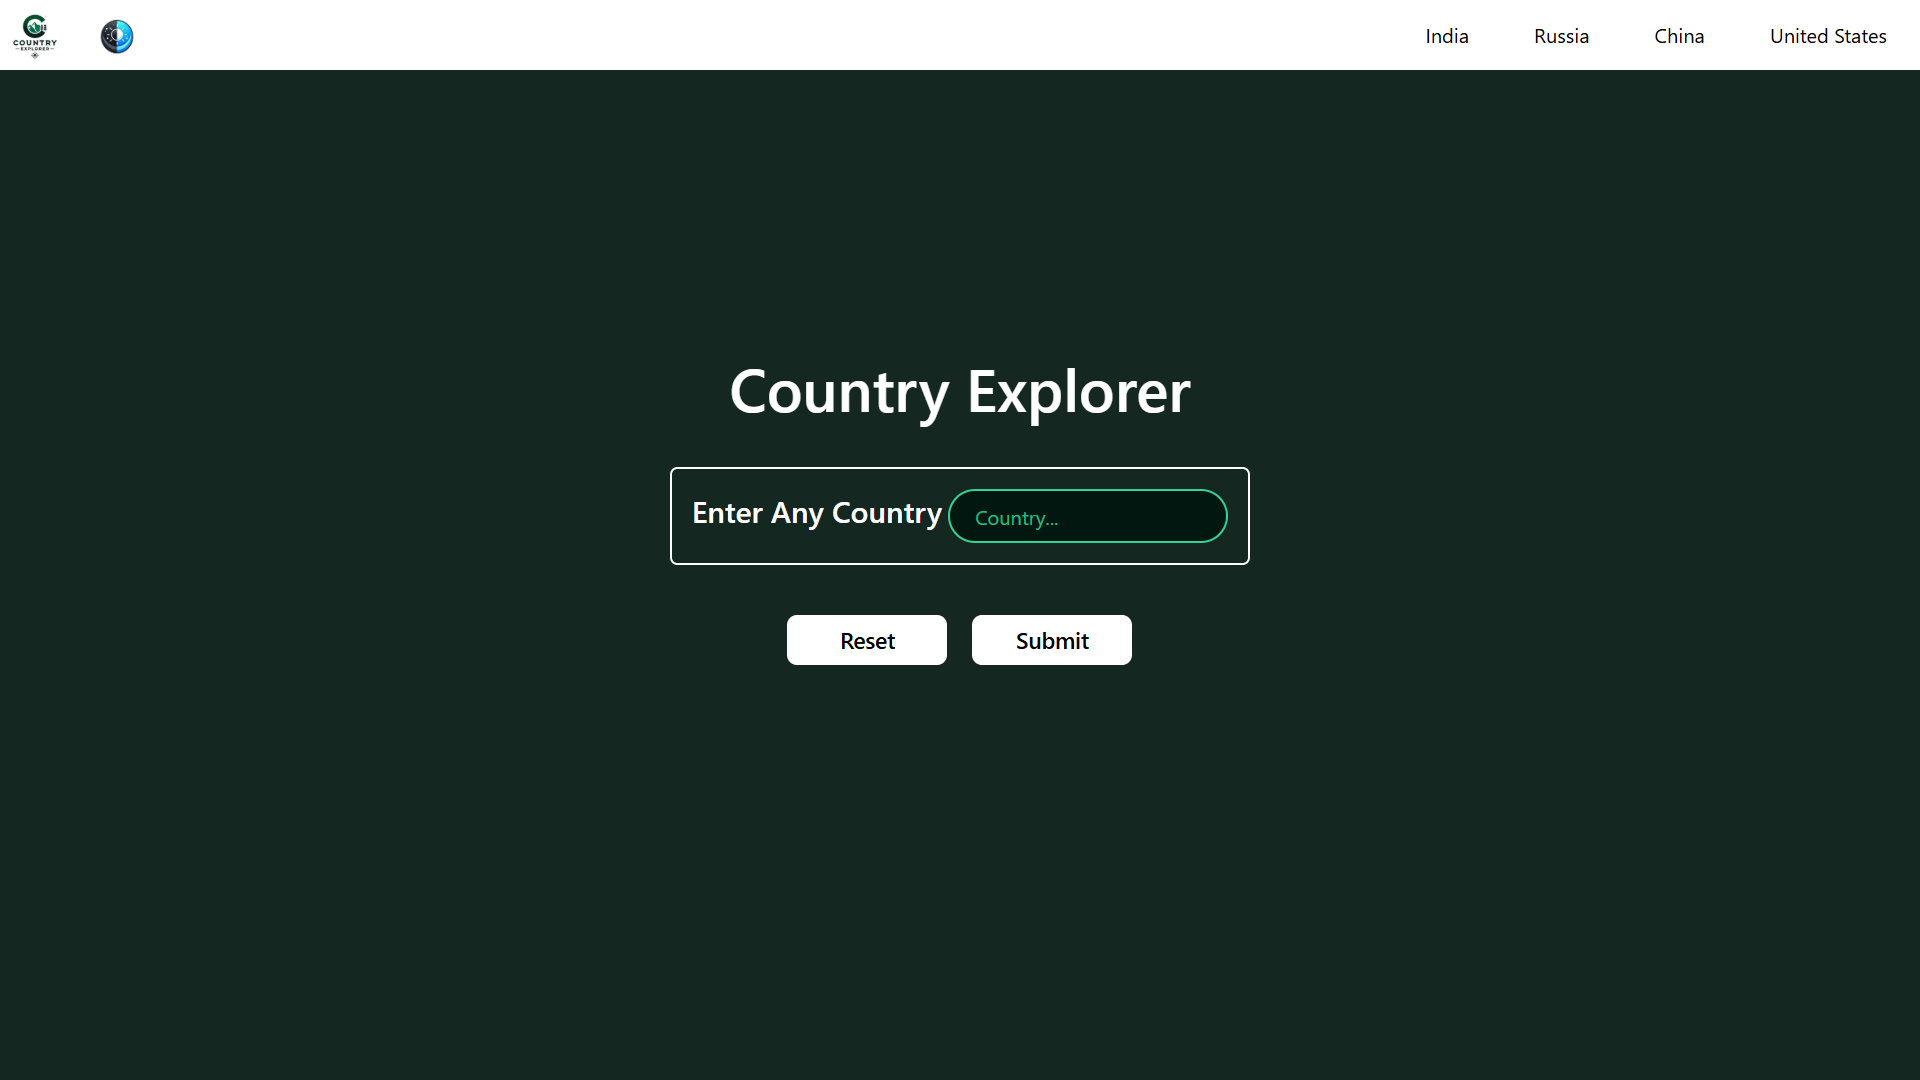 COUNTRY
EXPLORER
India
Russia
China
United States
Country Explorer
Enter Any Country
Country...
Reset
Submit